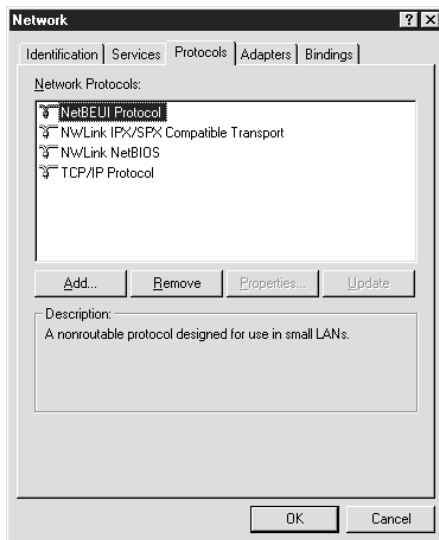 Network
Identification Services Protocols Adapters Bindings
Network Protocols:
NetBEUI Protocol
NWLink IPX/SPX Compatible Transport
NWLink NetBIOS
TCP/IP Protocol
Add... Remove Properties... Update
Description:
A nonroutable protocol designed for use in small LANs.
OK Cancel